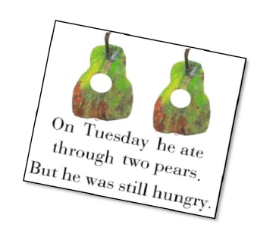 On Tuesday he ate
through two pears.
But he was still hungry.